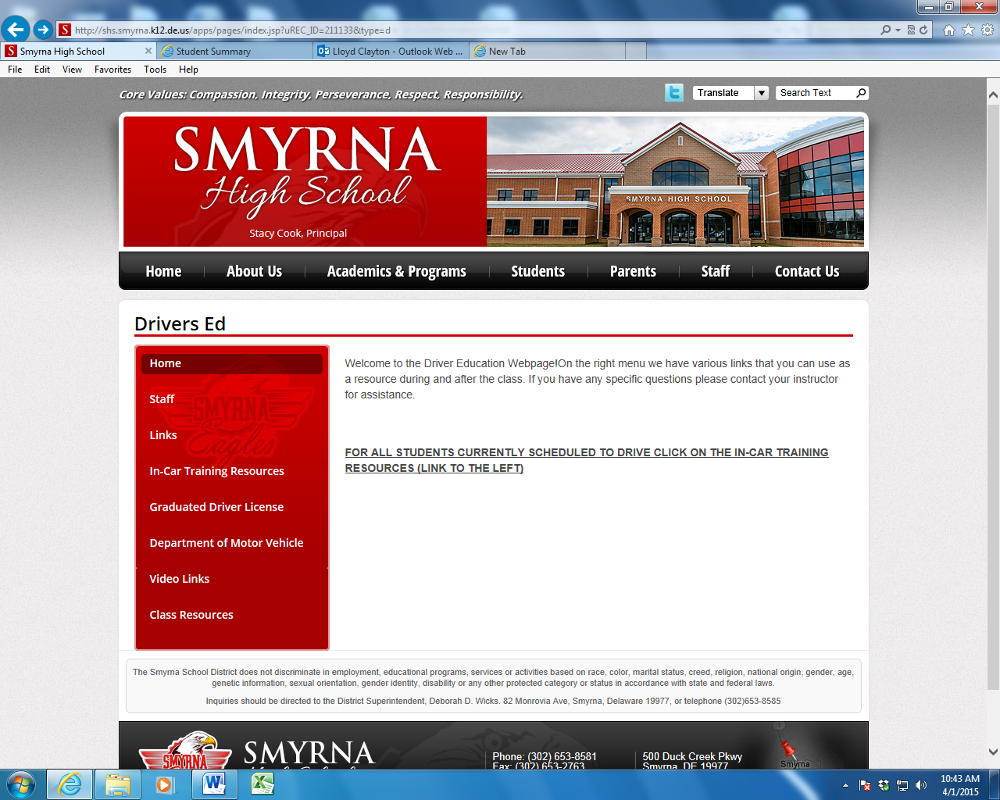 http://shs.smyrna.k12.de.us/apps/pages/index.jsp?uREC_ID=211133&type=d
Smyrna High School
Student Summary
Lloyd Clayton - Outlook Web ...
New Tab
File Edit View Favorites Tools Help
Core Values: Compassion, Integrity, Perseverance, Respect, Responsibility.
Translate
Search Text
SMYRNA
High School
Stacy Cook, Principal
SMYRNA HIGH SCHOOL
Home About Us Academics & Programs Students Parents Staff Contact Us
Drivers Ed
Home
Staff
Links
In-Car Training Resources
Graduated Driver License
Department of Motor Vehicle
Video Links
Class Resources
SMYRNA
Eagles
Welcome to the Driver Education Webpage!On the right menu we have various links that you can use as
a resource during and after the class. If you have any specific questions please contact your instructor
for assistance.
FOR ALL STUDENTS CURRENTLY SCHEDULED TO DRIVE CLICK ON THE IN-CAR TRAINING
RESOURCES (LINK TO THE LEFT)
The Smyrna School District does not discriminate in employment, educational programs, services or activities based on race, color, marital status, creed, religion, national origin, gender, age,
genetic information, sexual orientation, gender identity, disability or any other protected category or status in accordance with state and federal laws.
Inquiries should be directed to the District Superintendent, Deborah D. Wicks. 82 Monrovia Ave, Smyrna, Delaware 19977, or telephone (302)653-8585
SMYRNA
SMYRNA
High School
Phone: (302) 653-8581
Fax: (302) 653-2763
500 Duck Creek Pkwy
Smyrna, DE 19977
Smyrna
10:43 AM
4/1/2015